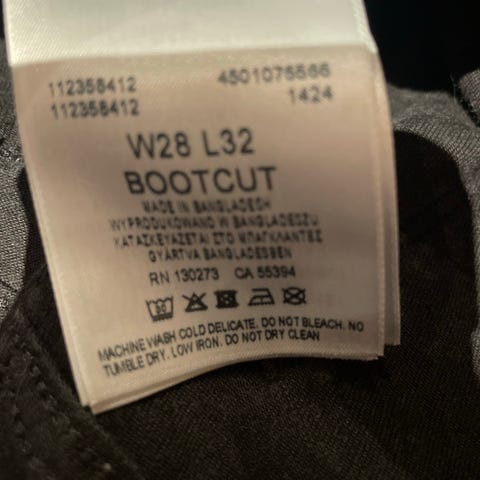 112358412 4501075566
112358412 1424
W28 L32
BOOTCUT
MADE IN BANGLADESH
WYPRODUKOWANO W BANGLADESZU
ΚΑΤΑΣΚΕΥΑΖΕΤΑΙ ΣΤΟ ΜΠΑΓΚΛΑΝΤΕΣ
GYÁRTVA BANGLADESBEN
RN 130273 CA 55394
30
MACHINE WASH COLD DELICATE. DO NOT BLEACH. NO
TUMBLE DRY. LOW IRON. DO NOT DRY CLEAN